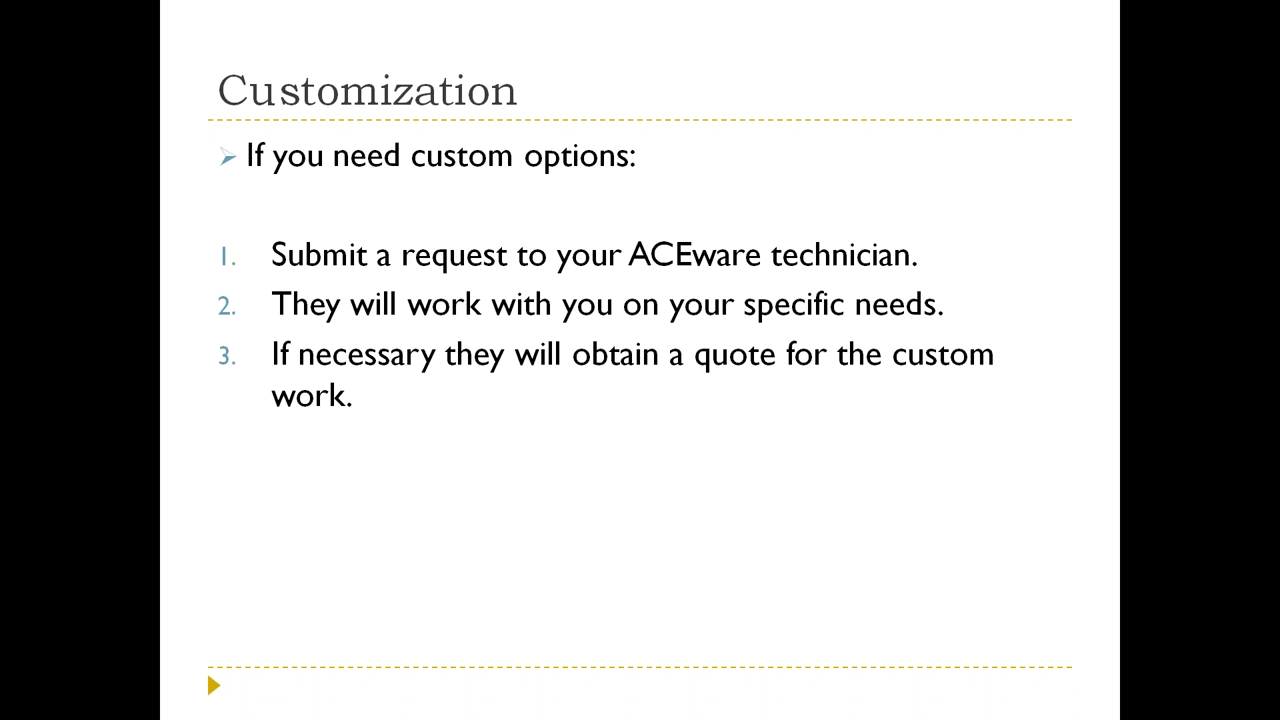 Customization
If you need custom options:
1. Submit a request to your ACEware technician.
2. They will work with you on your specific needs.
3. If necessary they will obtain a quote for the custom
work.